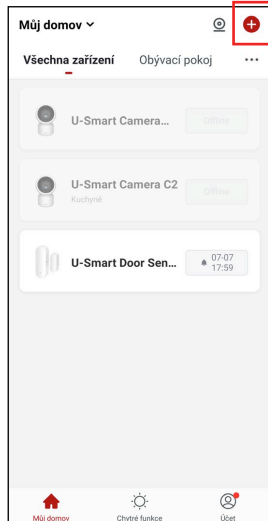 Můj domov
Všechna zařízení Obývací pokoj ...
U-Smart Camera... Offline
U-Smart Camera C2 Offline
Kuchyně
U-Smart Door Sen... 07-07
17:59
Můj domov Chytré funkce Účet